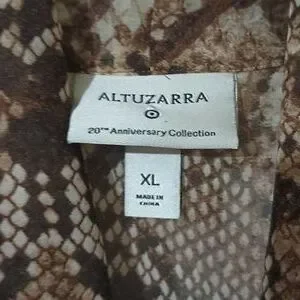 ALTUZARRA
20TH Anniversary Collection
XL
MADE IN
CHINA